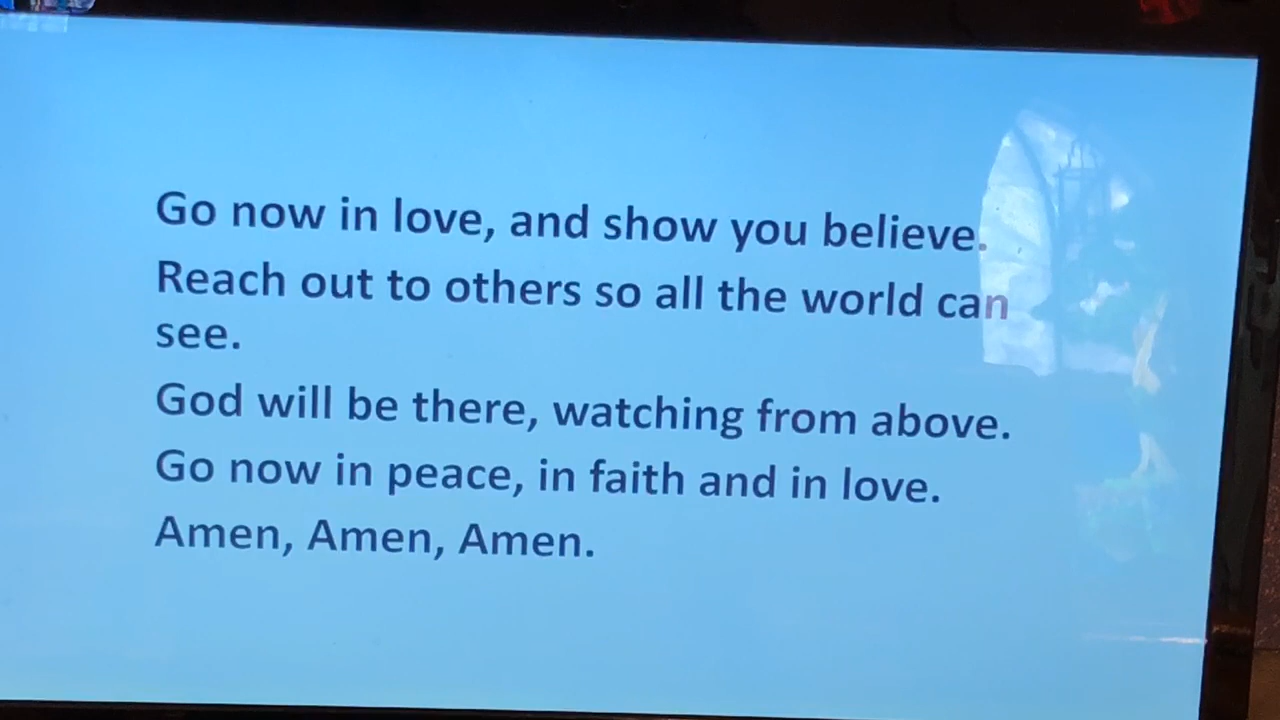 Go now in love, and show you believe.
Reach out to others so all the world can
see.
God will be there, watching from above.
Go now in peace, in faith and in love.
Amen, Amen, Amen.